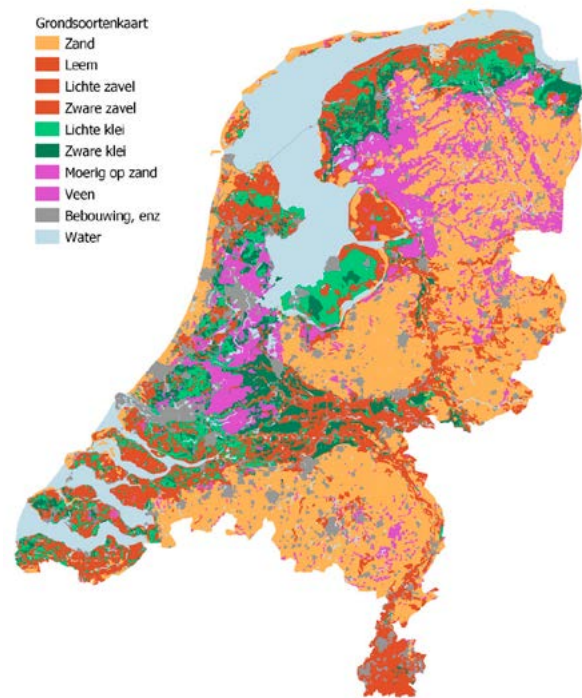 Grondsoortenkaart
Zand
Leem
Lichte zavel
Zware zavel
Lichte klei
Zware klei
Moerig op zand
Veen
Bebouwing, enz
Water